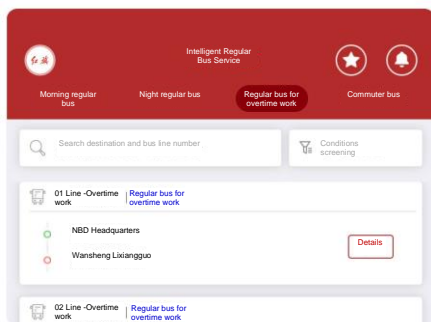 红旗
Intelligent Regular
Bus Service
Morning regular
bus
Night regular bus
Regular bus for
overtime work
Commuter bus
Search destination and bus line number
Conditions
screening
01 Line -Overtime
work
Regular bus for
overtime work
NBD Headquarters
Wansheng Lixiangguo
Details
02 Line -Overtime
work
Regular bus for
overtime work